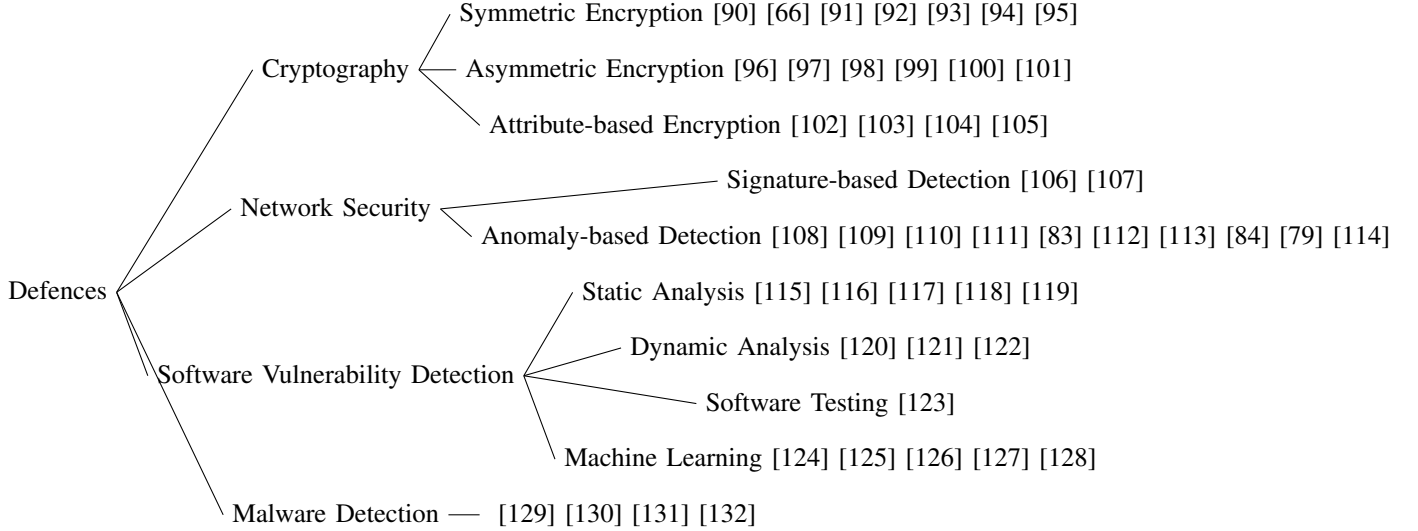 Symmetric Encryption [90] [66] [91] [92] [93] [94] [95]
Cryptography
Asymmetric Encryption [96] [97] [98] [99] [100] [101]
Attribute-based Encryption [102] [103] [104] [105]
Signature-based Detection [106] [107]
Network Security
Anomaly-based Detection [108] [109] [110] [111] [83] [112] [113] [84] [79] [114]
Defences
Static Analysis [115] [116] [117] [118] [119]
Dynamic Analysis [120] [121] [122]
Software Vulnerability Detection
Software Testing [123]
Machine Learning [124] [125] [126] [127] [128]
Malware Detection
[129] [130] [131] [132]